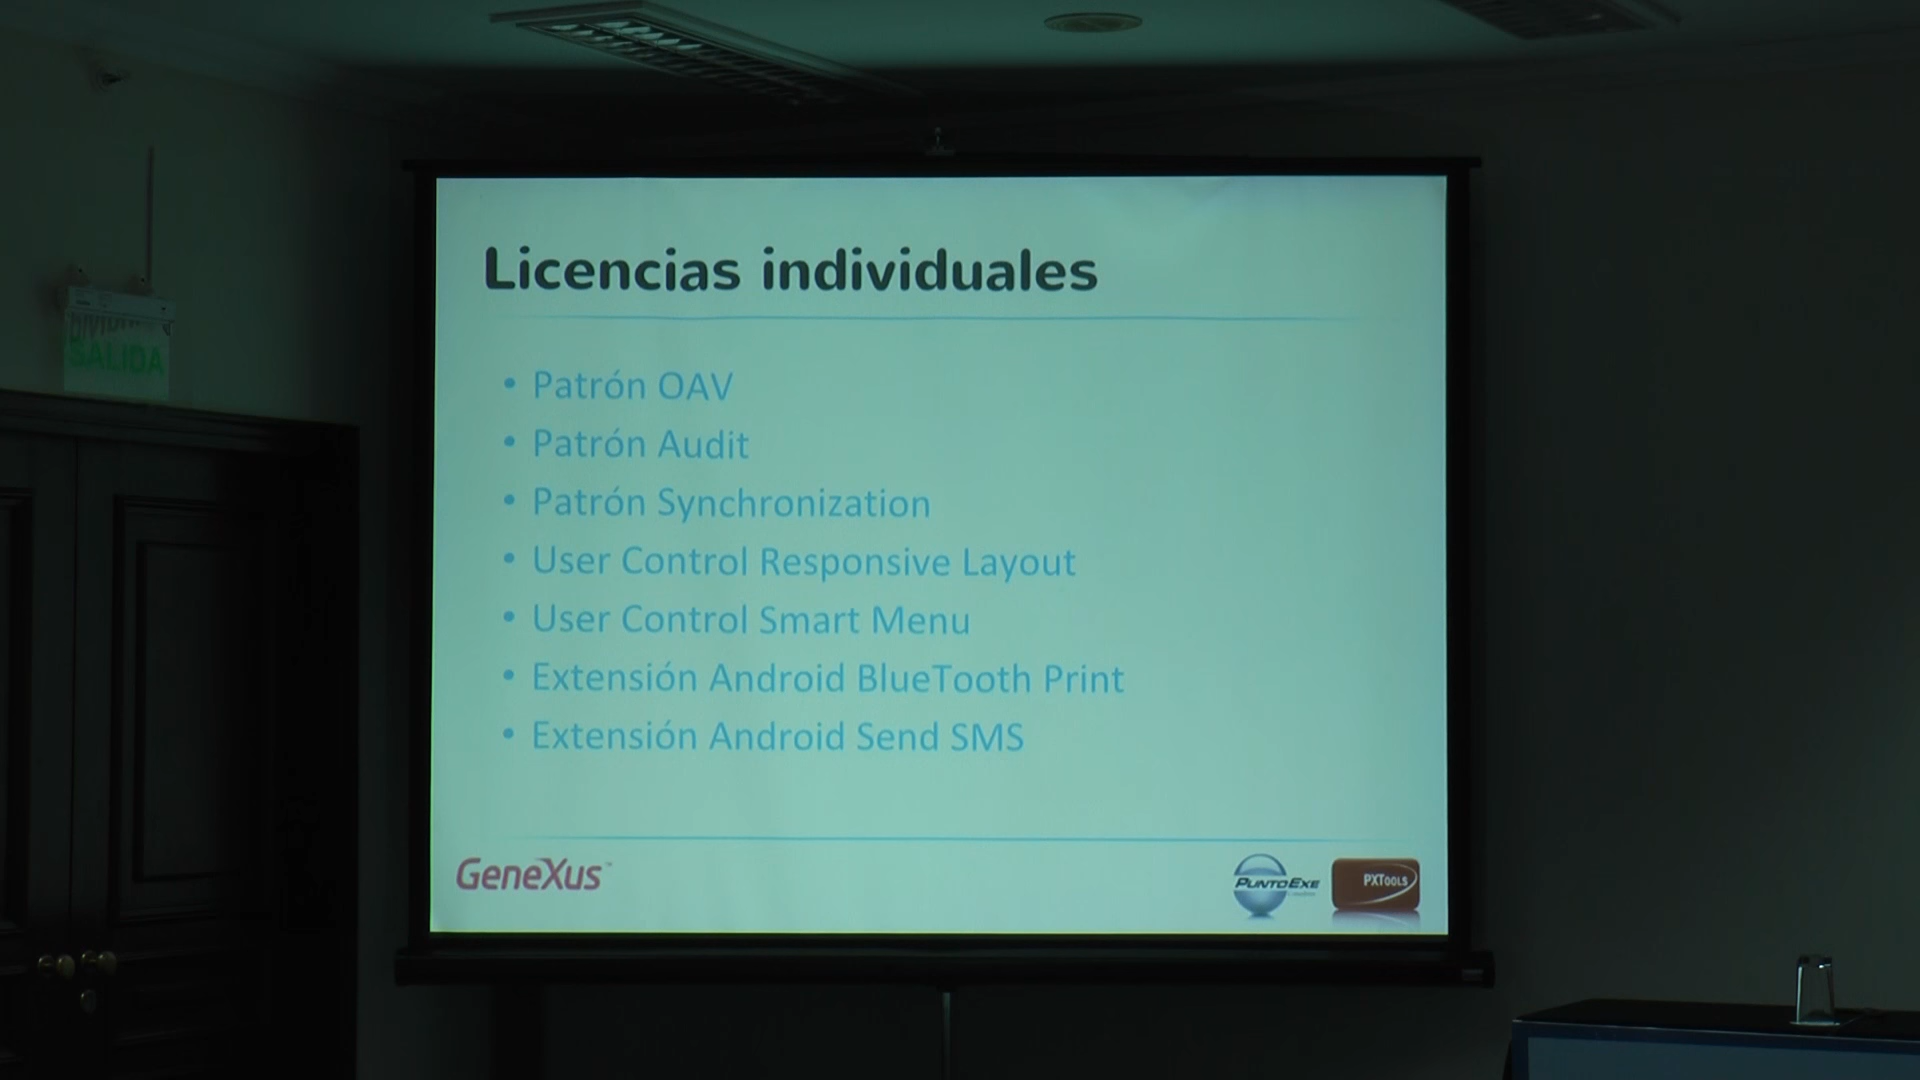 Licencias individuales
• Patrón OAV
• Patrón Audit
• Patrón Synchronization
• User Control Responsive Layout
• User Control Smart Menu
• Extensión Android BlueTooth Print
• Extensión Android Send SMS
GeneXus™
PUNTOEXE
PXTOOLS
SALIDA